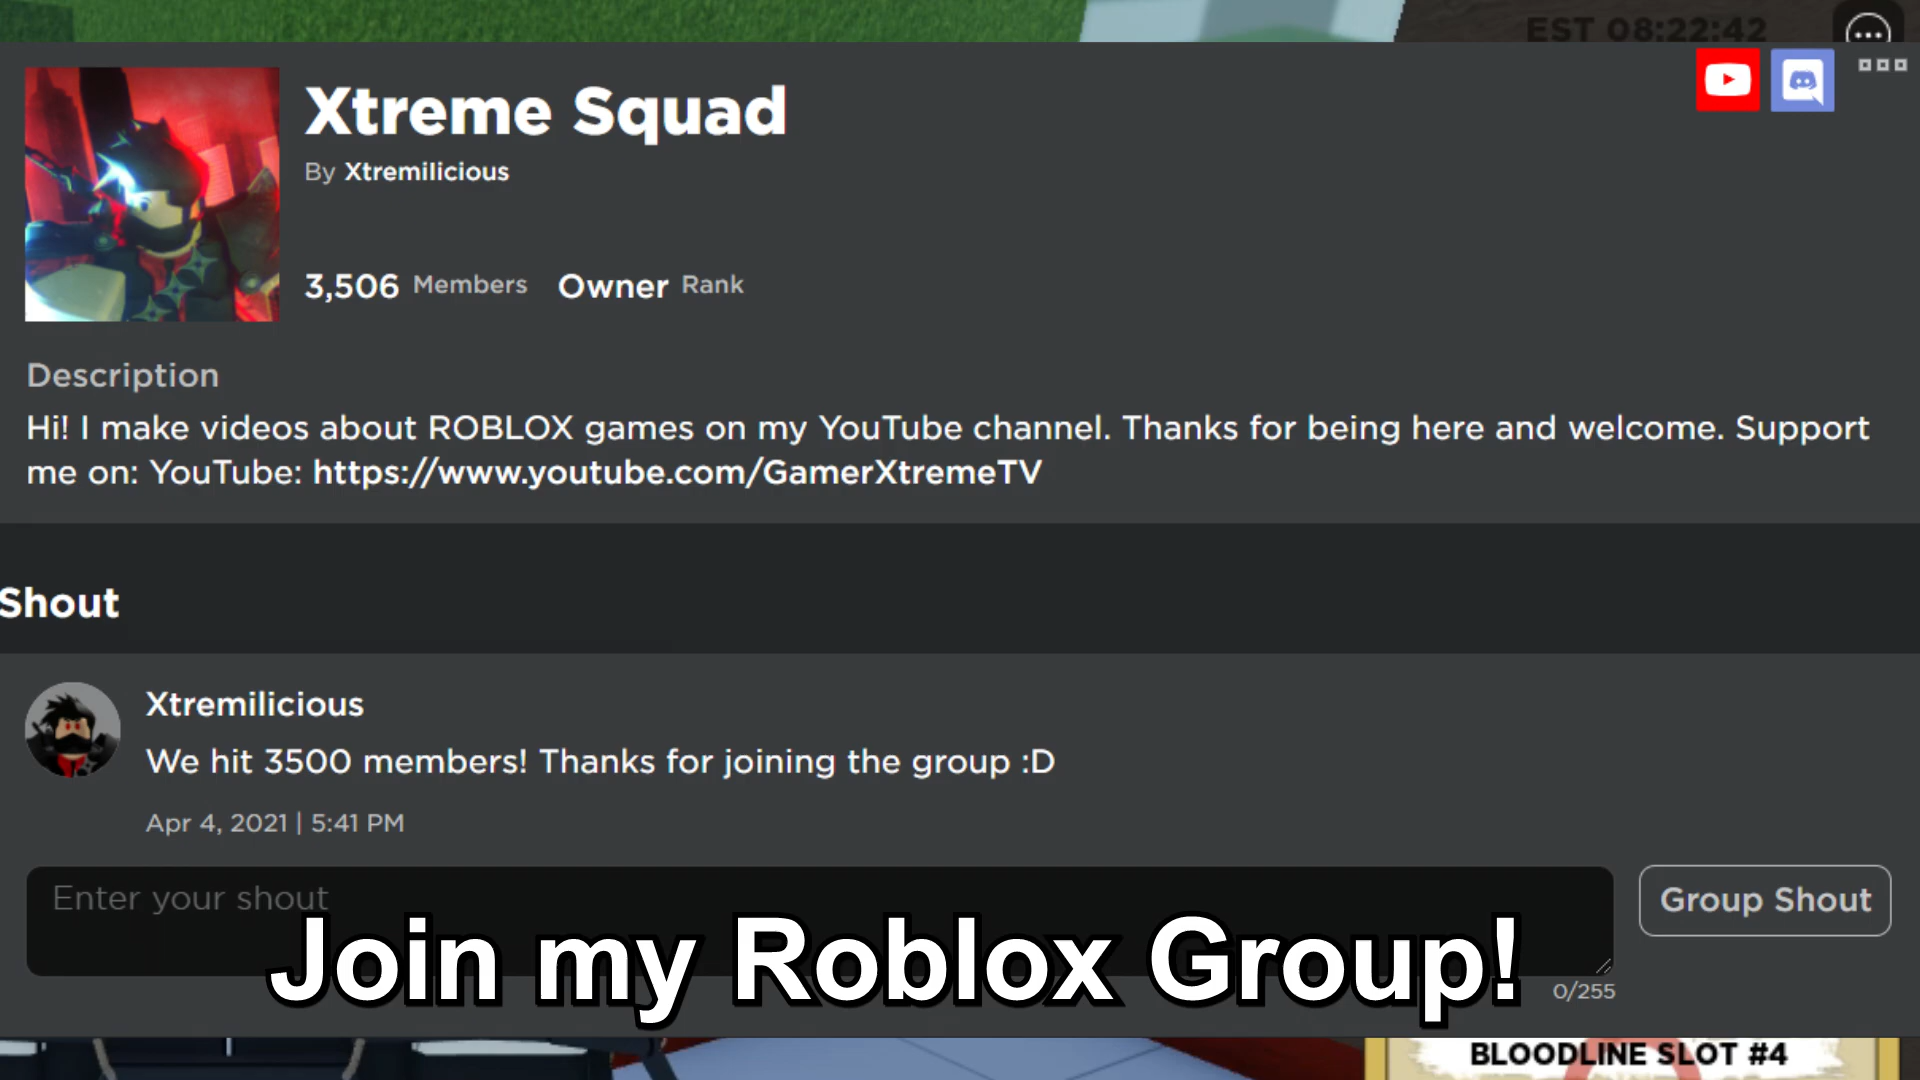 EST 08:22:42
Xtreme Squad
By Xtremilicious
3,506 Members Owner Rank
Description
Hi! I make videos about ROBLOX games on my YouTube channel. Thanks for being here and welcome. Support
me on: YouTube: https://www.youtube.com/GamerXtremeTV
Shout
Xtremilicious
We hit 3500 members! Thanks for joining the group :D
Apr 4, 2021 | 5:41 PM
Enter your shout
Group Shout
Join my Roblox Group!
0/255
BLOODLINE SLOT #4